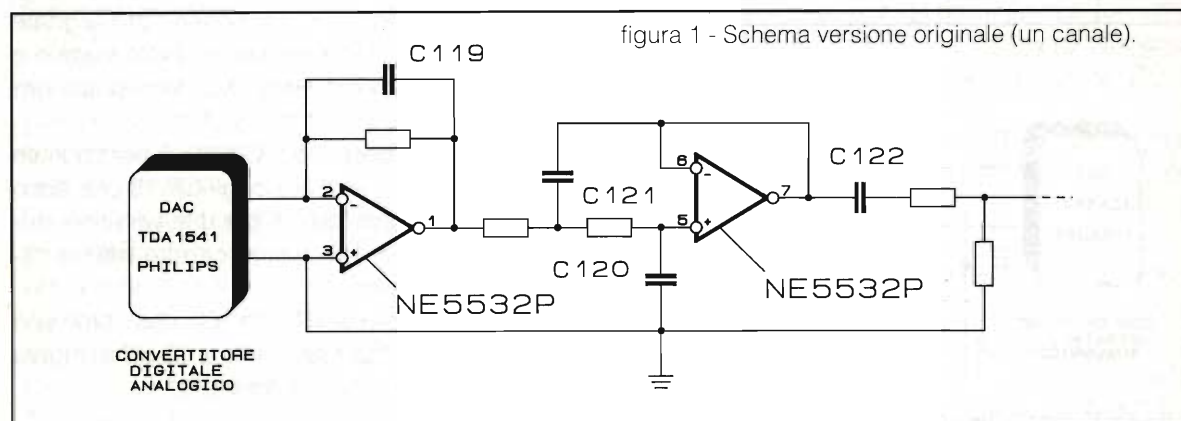 figura 1 - Schema versione originale (un canale).
C119
DAC
TDA1541
PHILIPS
2
-
3
+
1
NE5532P
C121
C120
6
-
5
+
7
NE5532P
C122
CONVERTITORE
DIGITALE
ANALOGICO